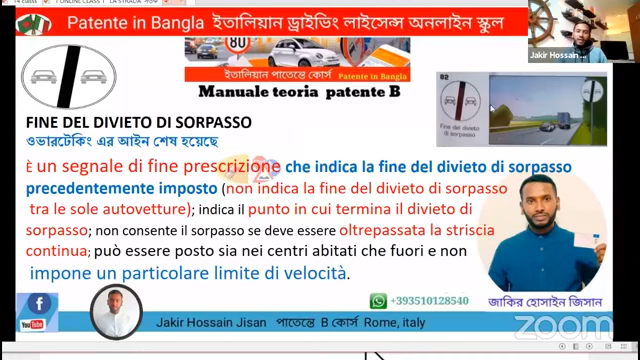 Patente in Bangla ইতালিয়ান ড্রাইভিং লাইসেন্স অনলাইন স্কুল
Jakir Hossain ...
80
ইতালিয়ান পাতেন্তে কোর্স Patente in Bangla
Manuale teoria patente B
B2
Fine del divieto di sorpasso
FINE DEL DIVIETO DI SORPASSO
ওভারটেকিং এর আইন শেষ হয়েছে
È un segnale di fine prescrizione che indica la fine del divieto di sorpasso
precedentemente imposto (non indica la fine del divieto di sorpasso
tra le sole autovetture); indica il punto in cui termina il divieto di
sorpasso; non consente il sorpasso se deve essere oltrepassata la striscia
continua; può essere posto sia nei centri abitati che fuori e non
impone un particolare limite di velocità.
+393510128540
জাকির হোসাইন জিসান
Jakir Hossain Jisan পাতেন্তে B কোর্স Rome, italy
You Tube
zoom